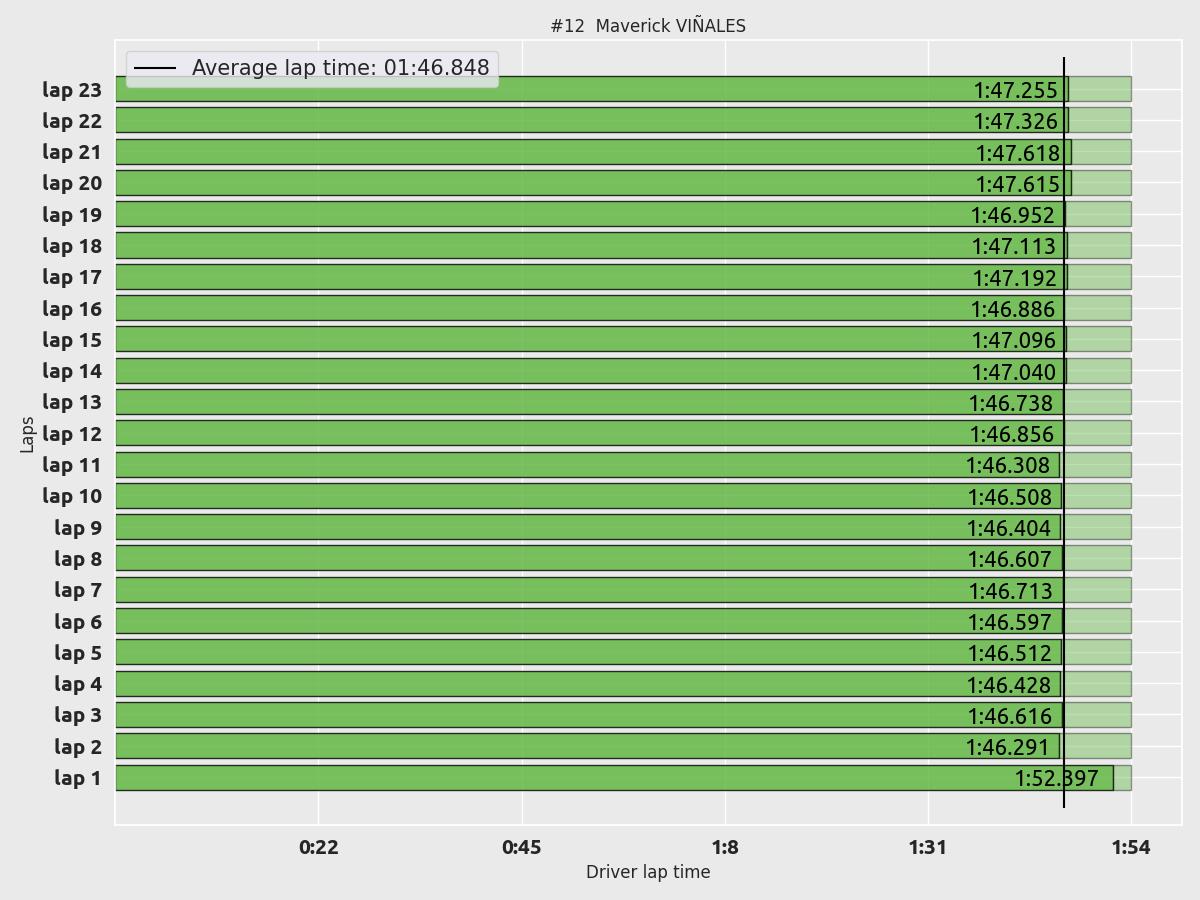 #12 Maverick VIÑALES
Average lap time: 01:46.848
lap 23 1:47.255
lap 22 1:47.326
lap 21 1:47.618
lap 20 1:47.615
lap 19 1:46.952
lap 18 1:47.113
lap 17 1:47.192
lap 16 1:46.886
lap 15 1:47.096
lap 14 1:47.040
lap 13 1:46.738
lap 12 1:46.856
lap 11 1:46.308
lap 10 1:46.508
lap 9 1:46.404
lap 8 1:46.607
lap 7 1:46.713
lap 6 1:46.597
lap 5 1:46.512
lap 4 1:46.428
lap 3 1:46.616
lap 2 1:46.291
lap 1 1:52.397
Laps
0:22 0:45 1:8 1:31 1:54
Driver lap time